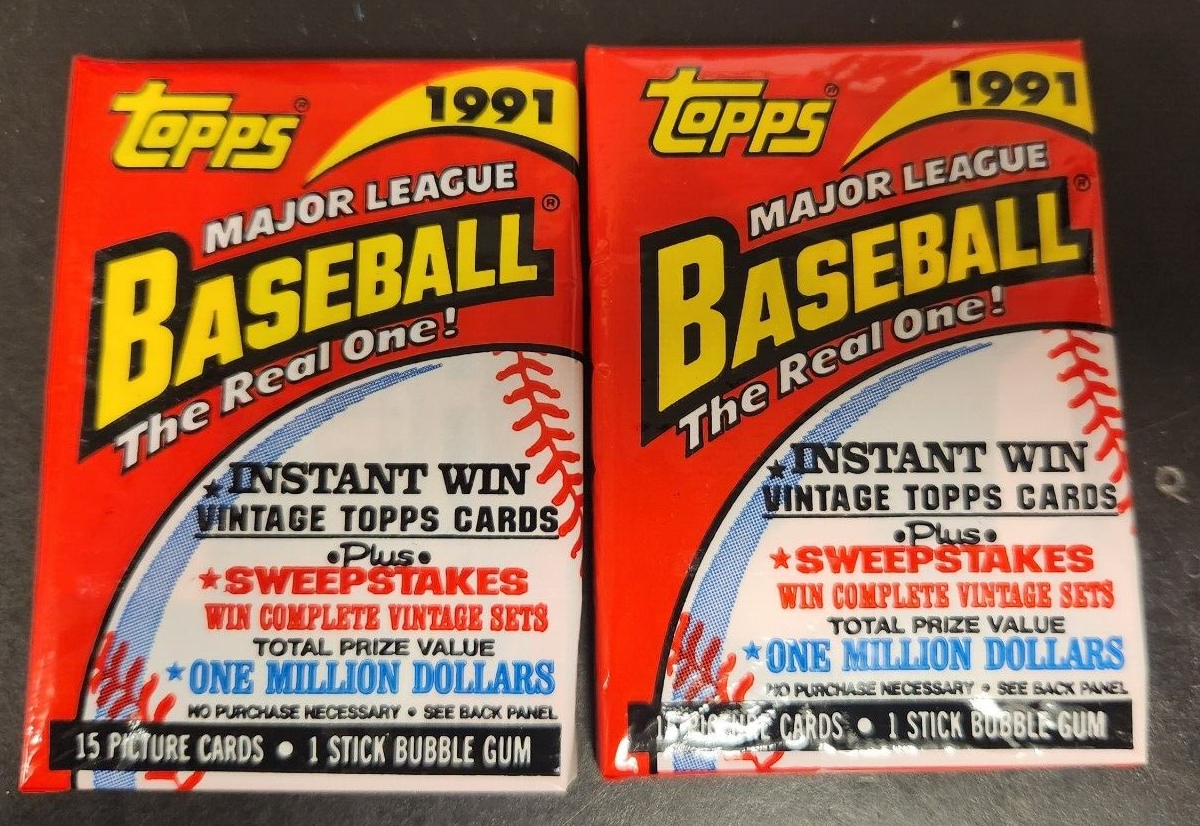 Topps®
1991
MAJOR LEAGUE
BASEBALL®
The Real One!
★INSTANT WIN
VINTAGE TOPPS CARDS
•Plus•
★SWEEPSTAKES
WIN COMPLETE VINTAGE SETS
TOTAL PRIZE VALUE
★ONE MILLION DOLLARS
NO PURCHASE NECESSARY • SEE BACK PANEL
15 PICTURE CARDS • 1 STICK BUBBLE GUM
Topps®
1991
MAJOR LEAGUE
BASEBALL®
The Real One!
★INSTANT WIN
VINTAGE TOPPS CARDS
•Plus•
★SWEEPSTAKES
WIN COMPLETE VINTAGE SETS
TOTAL PRIZE VALUE
★ONE MILLION DOLLARS
NO PURCHASE NECESSARY • SEE BACK PANEL
15 PICTURE CARDS • 1 STICK BUBBLE GUM